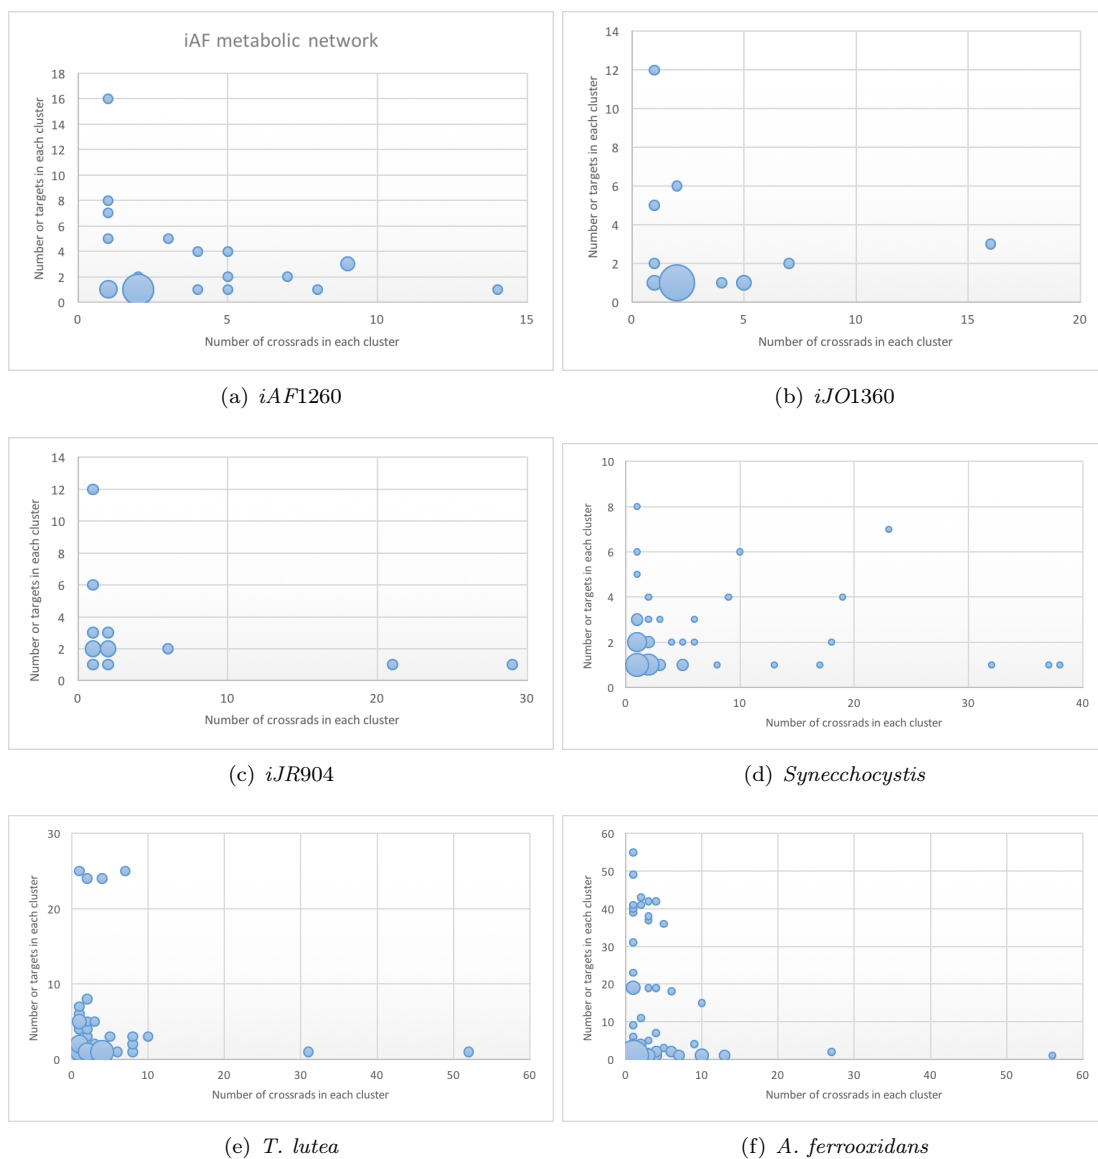 iAF metabolic network
Number or targets in each cluster
18
16
14
12
10
8
6
4
2
0
0 5 10 15
Number of crossrads in each cluster
(a) iAF1260
Number or targets in each cluster
14
12
10
8
6
4
2
0
0 5 10 15 20
Number of crossrads in each cluster
(b) iJO1360
Number or targets in each cluster
14
12
10
8
6
4
2
0
0 10 20 30
Number of crossrads in each cluster
(c) iJR904
Number or targets in each cluster
10
8
6
4
2
0
0 10 20 30 40
Number of crossrads in each cluster
(d) Synecchocystis
Number or targets in each cluster
30
20
10
0
0 10 20 30 40 50 60
Number of crossrads in each cluster
(e) T. lutea
Number or targets in each cluster
60
50
40
30
20
10
0
0 10 20 30 40 50 60
Number of crossrads in each cluster
(f) A. ferrooxidans